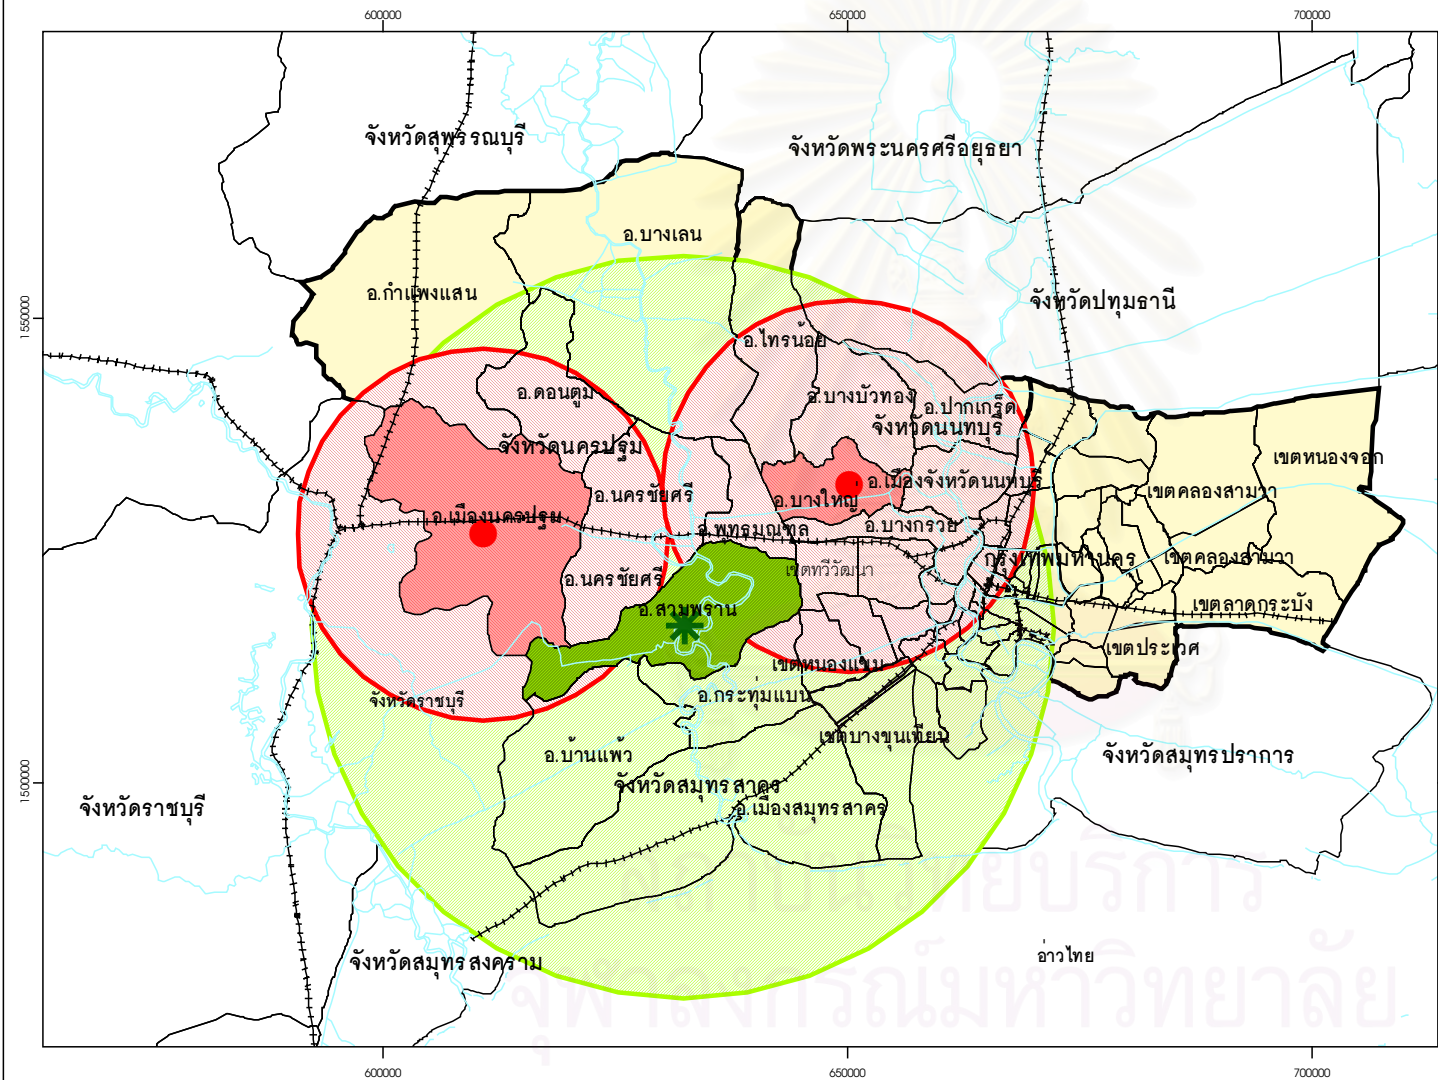 600000
650000
700000
จังหวัดสุพรรณบุรี
จังหวัดพระนครศรีอยุธยา
อ.บางเลน
อ.กำแพงแสน
จังหวัดปทุมธานี
1550000
อ.ไทรน้อย
อ.ดอนตูม
อ.บางบัวทอง
อ.ปากเกร็ด
จังหวัดนนทบุรี
จังหวัดนครปฐม
เขตหนองจอก
อ.เมืองจังหวัดนนทบุรี
เขตคลองสามวา
อ.นครชัยศรี
อ.บางใหญ่
อ.เมืองนครปฐม
อ.พุทธมณฑล
อ.บางกรวย
กรุงเทพมหานคร
เขตคลองสามวา
เขตทวีวัฒนา
อ.นครชัยศรี
เขตลาดกระบัง
อ.สามพราน
เขตประเวศ
เขตหนองแขม
จังหวัดราชบุรี
อ.กระทุ่มแบน
เขตบางขุนเทียน
อ.บ้านแพ้ว
จังหวัดสมุทรปราการ
จังหวัดสมุทรสาคร
1500000
จังหวัดราชบุรี
อ.เมืองสมุทรสาคร
อ่าวไทย
จังหวัดสมุทรสงคราม
จุฬาลงกรณ์มหาวิทยาลัย
600000
650000
700000